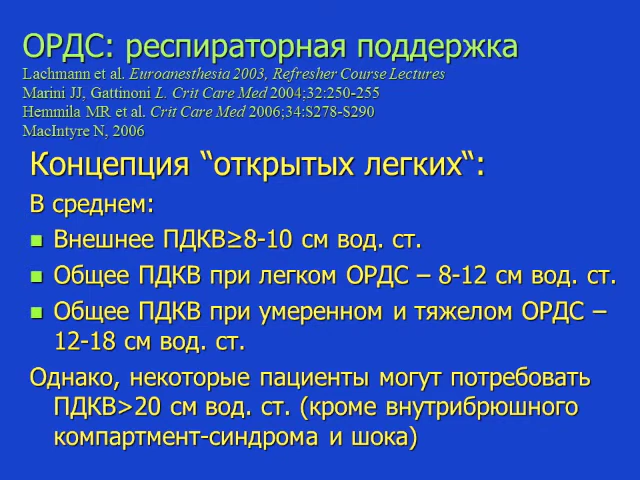 ОРДС: респираторная поддержка
Lachmann et al. Euroanesthesia 2003, Refresher Course Lectures
Marini JJ, Gattinoni L. Crit Care Med 2004;32:250-255
Hemmila MR et al. Crit Care Med 2006;34:S278-S290
MacIntyre N, 2006
Концепция “открытых легких“:
В среднем:
Внешнее ПДКВ≥8-10 см вод. ст.
Общее ПДКВ при легком ОРДС – 8-12 см вод. ст.
Общее ПДКВ при умеренном и тяжелом ОРДС –
12-18 см вод. ст.
Однако, некоторые пациенты могут потребовать
ПДКВ>20 см вод. ст. (кроме внутрибрюшного
компартмент-синдрома и шока)